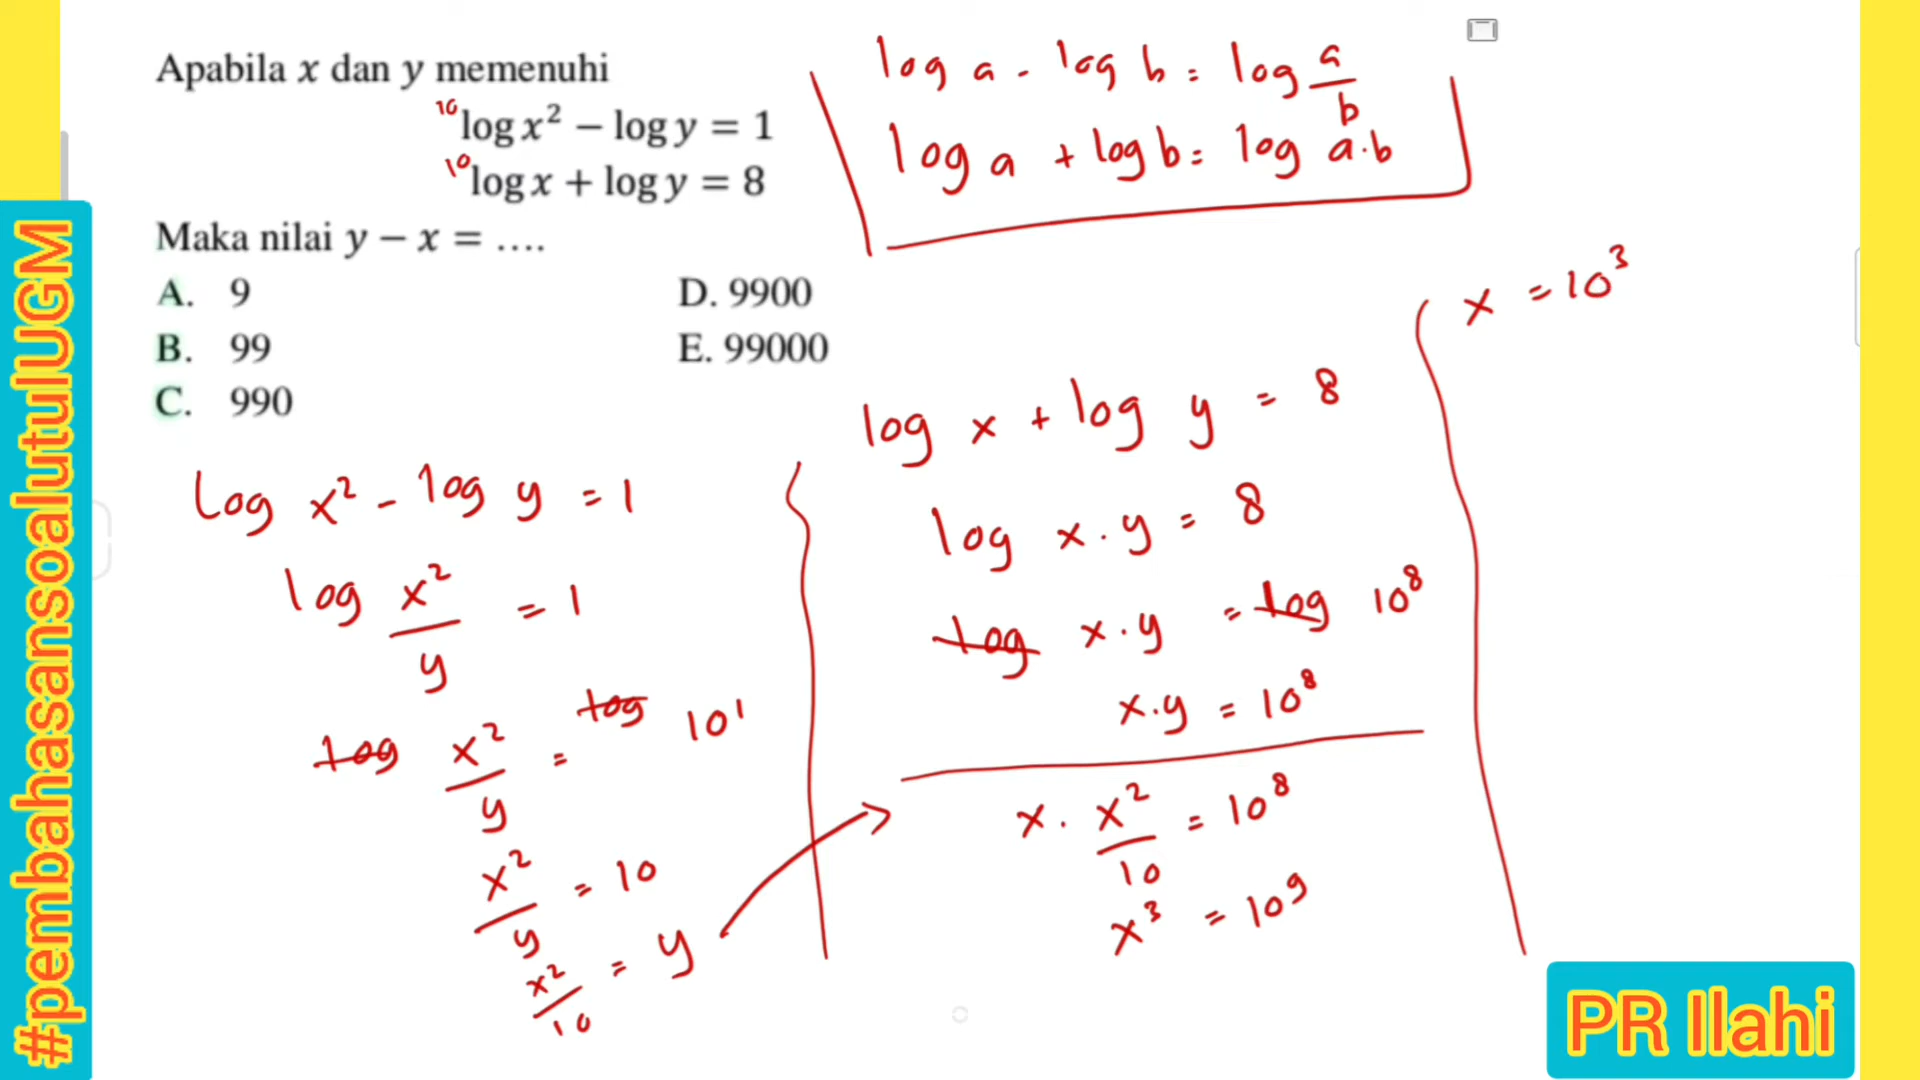 #pembahasansoalutulUGM
Apabila x dan y memenuhi
¹⁰log x² − log y = 1
¹⁰log x + log y = 8
Maka nilai y − x = ….
A. 9
B. 99
C. 990
D. 9900
E. 99000
log a - log b = log a/b
log a + log b = log a.b
log x² - log y = 1
log x²/y = 1
log x²/y = log 10¹
x²/y = 10
x²/10 = y
log x + log y = 8
log x.y = 8
log x.y = log 10⁸
x.y = 10⁸
x. x²/10 = 10⁸
x³ = 10⁹
x = 10³
PR Ilahi